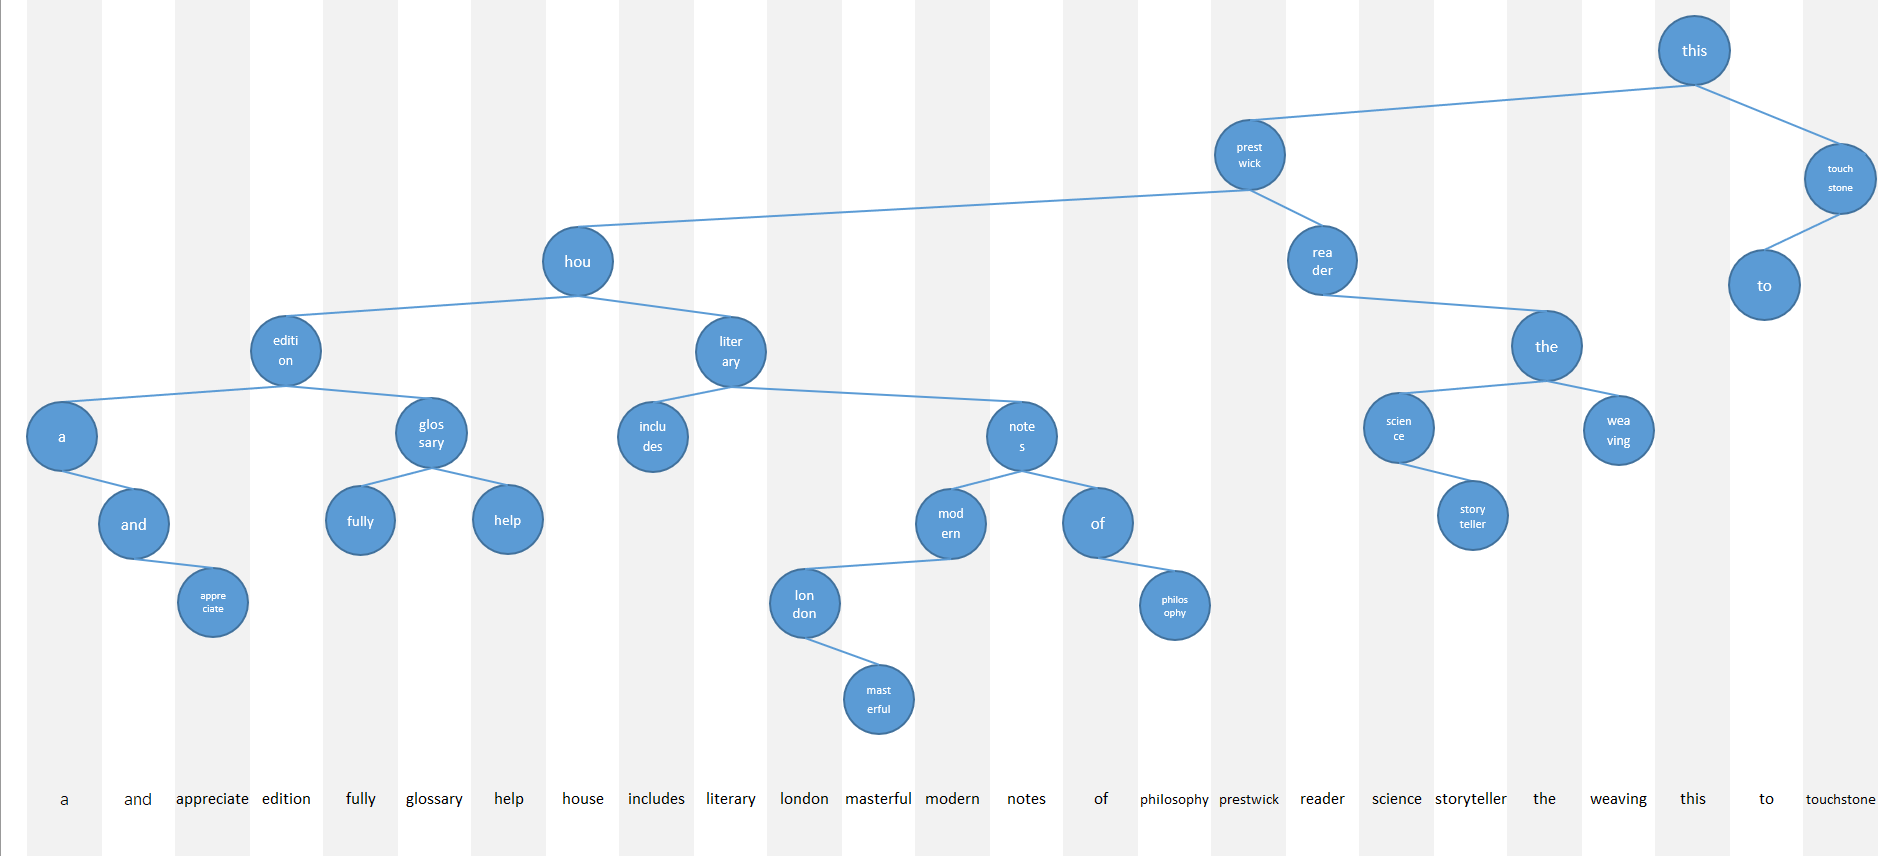 this
prest
wick
touch
stone
hou
rea
der
to
editi
on
liter
ary
the
a
glos
sary
inclu
des
note
s
scien
ce
wea
ving
and
fully
help
mod
ern
of
story
teller
appre
ciate
lon
don
philos
ophy
mast
erful
a and appreciate edition fully glossary help house includes literary london masterful modern notes of philosophy prestwick reader science storyteller the weaving this to touchstone